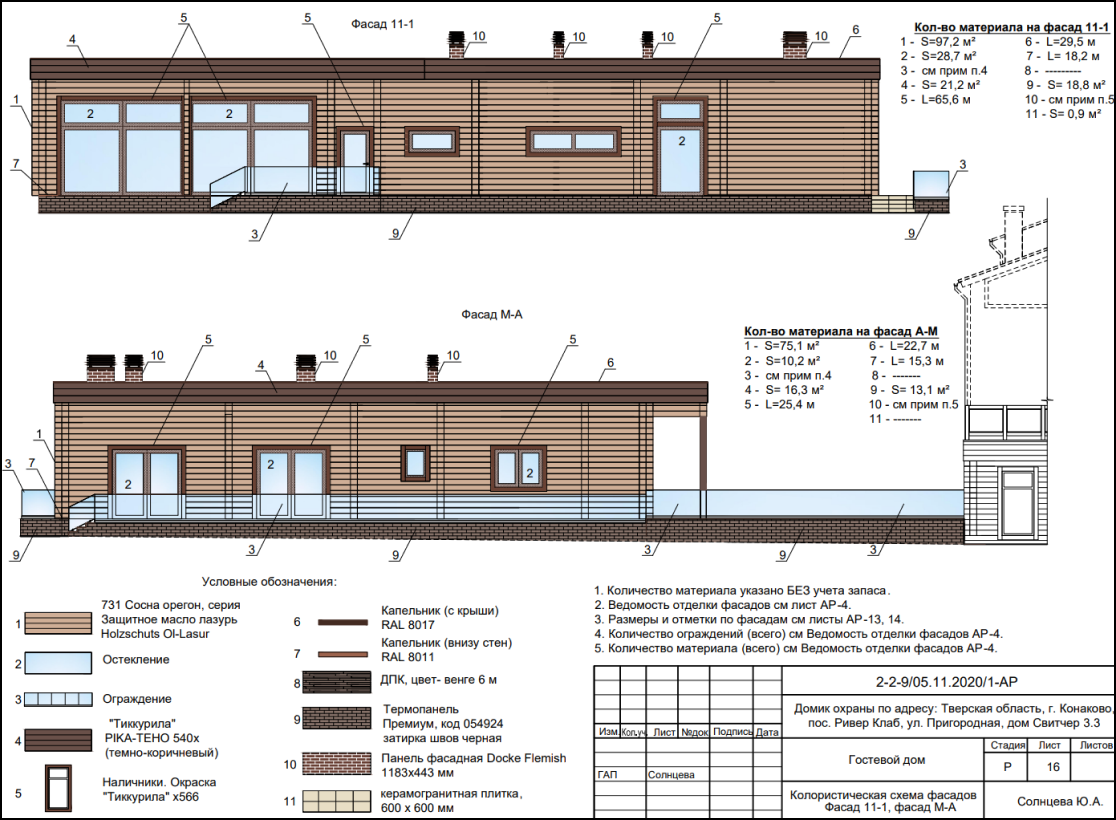 Фасад 11-1
5
5
5
4
10
10
10
10
6
1
2
2
2
7
3
3
9
9
Кол-во материала на фасад 11-1
1 - S=97,2 м²
2 - S=28,7 м²
3 - см прим п.4
4 - S= 21,2 м²
5 - L=65,6 м
6 - L=29,5 м
7 - L= 18,2 м
8 - ---------
9 - S= 18,8 м²
10 - см прим п.5
11 - S= 0,9 м²
Фасад М-А
5
5
5
10
10
10
4
6
1
3
7
2
2
2
9
3
9
3
9
3
Кол-во материала на фасад А-М
1 - S=75,1 м²
2 - S=10,2 м²
3 - см прим п.4
4 - S= 16,3 м²
5 - L=25,4 м
6 - L=22,7 м
7 - L= 15,3 м
8 - -------
9 - S= 13,1 м²
10 - см прим п.5
11 - -------
Условные обозначения:
1
731 Сосна орегон, серия
Защитное масло лазурь
Holzschuts Ol-Lasur
2
Остекление
3
Ограждение
4
"Тиккурила"
PIKA-TEHO 540x
(темно-коричневый)
5
Наличники. Окраска
"Тиккурила" x566
6
Капельник (с крыши)
RAL 8017
7
Капельник (внизу стен)
RAL 8011
8
ДПК, цвет- венге 6 м
9
Термопанель
Премиум, код 054924
затирка швов черная
10
Панель фасадная Docke Flemish
1183х443 мм
11
керамогранитная плитка,
600 х 600 мм
1. Количество материала указано БЕЗ учета запаса.
2. Ведомость отделки фасадов см лист АР-4.
3. Размеры и отметки по фасадам см листы АР-13, 14.
4. Количество ограждений (всего) см Ведомость отделки фасадов АР-4.
5. Количество материала (всего) см Ведомость отделки фасадов АР-4.
2-2-9/05.11.2020/1-АР
Домик охраны по адресу: Тверская область, г. Конаково,
пос. Ривер Клаб, ул. Пригородная, дом Свитчер 3.3
Изм. Кол.уч. Лист №док. Подпись Дата
Гостевой дом
Стадия Лист Листов
Р 16
ГАП Солнцева
Колористическая схема фасадов
Фасад 11-1, фасад М-А
Солнцева Ю.А.